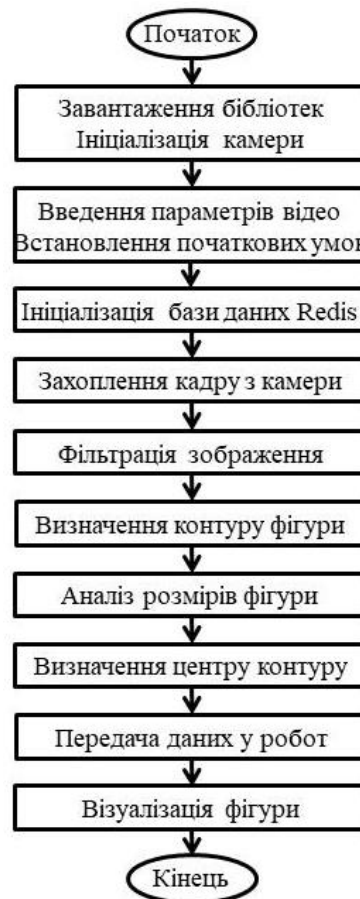 Початок
Завантаження бібліотек
Ініціалізація камери
Введення параметрів відео
Встановлення початкових умов
Ініціалізація бази даних Redis
Захоплення кадру з камери
Фільтрація зображення
Визначення контуру фігури
Аналіз розмірів фігури
Визначення центру контуру
Передача даних у робот
Візуалізація фігури
Кінець